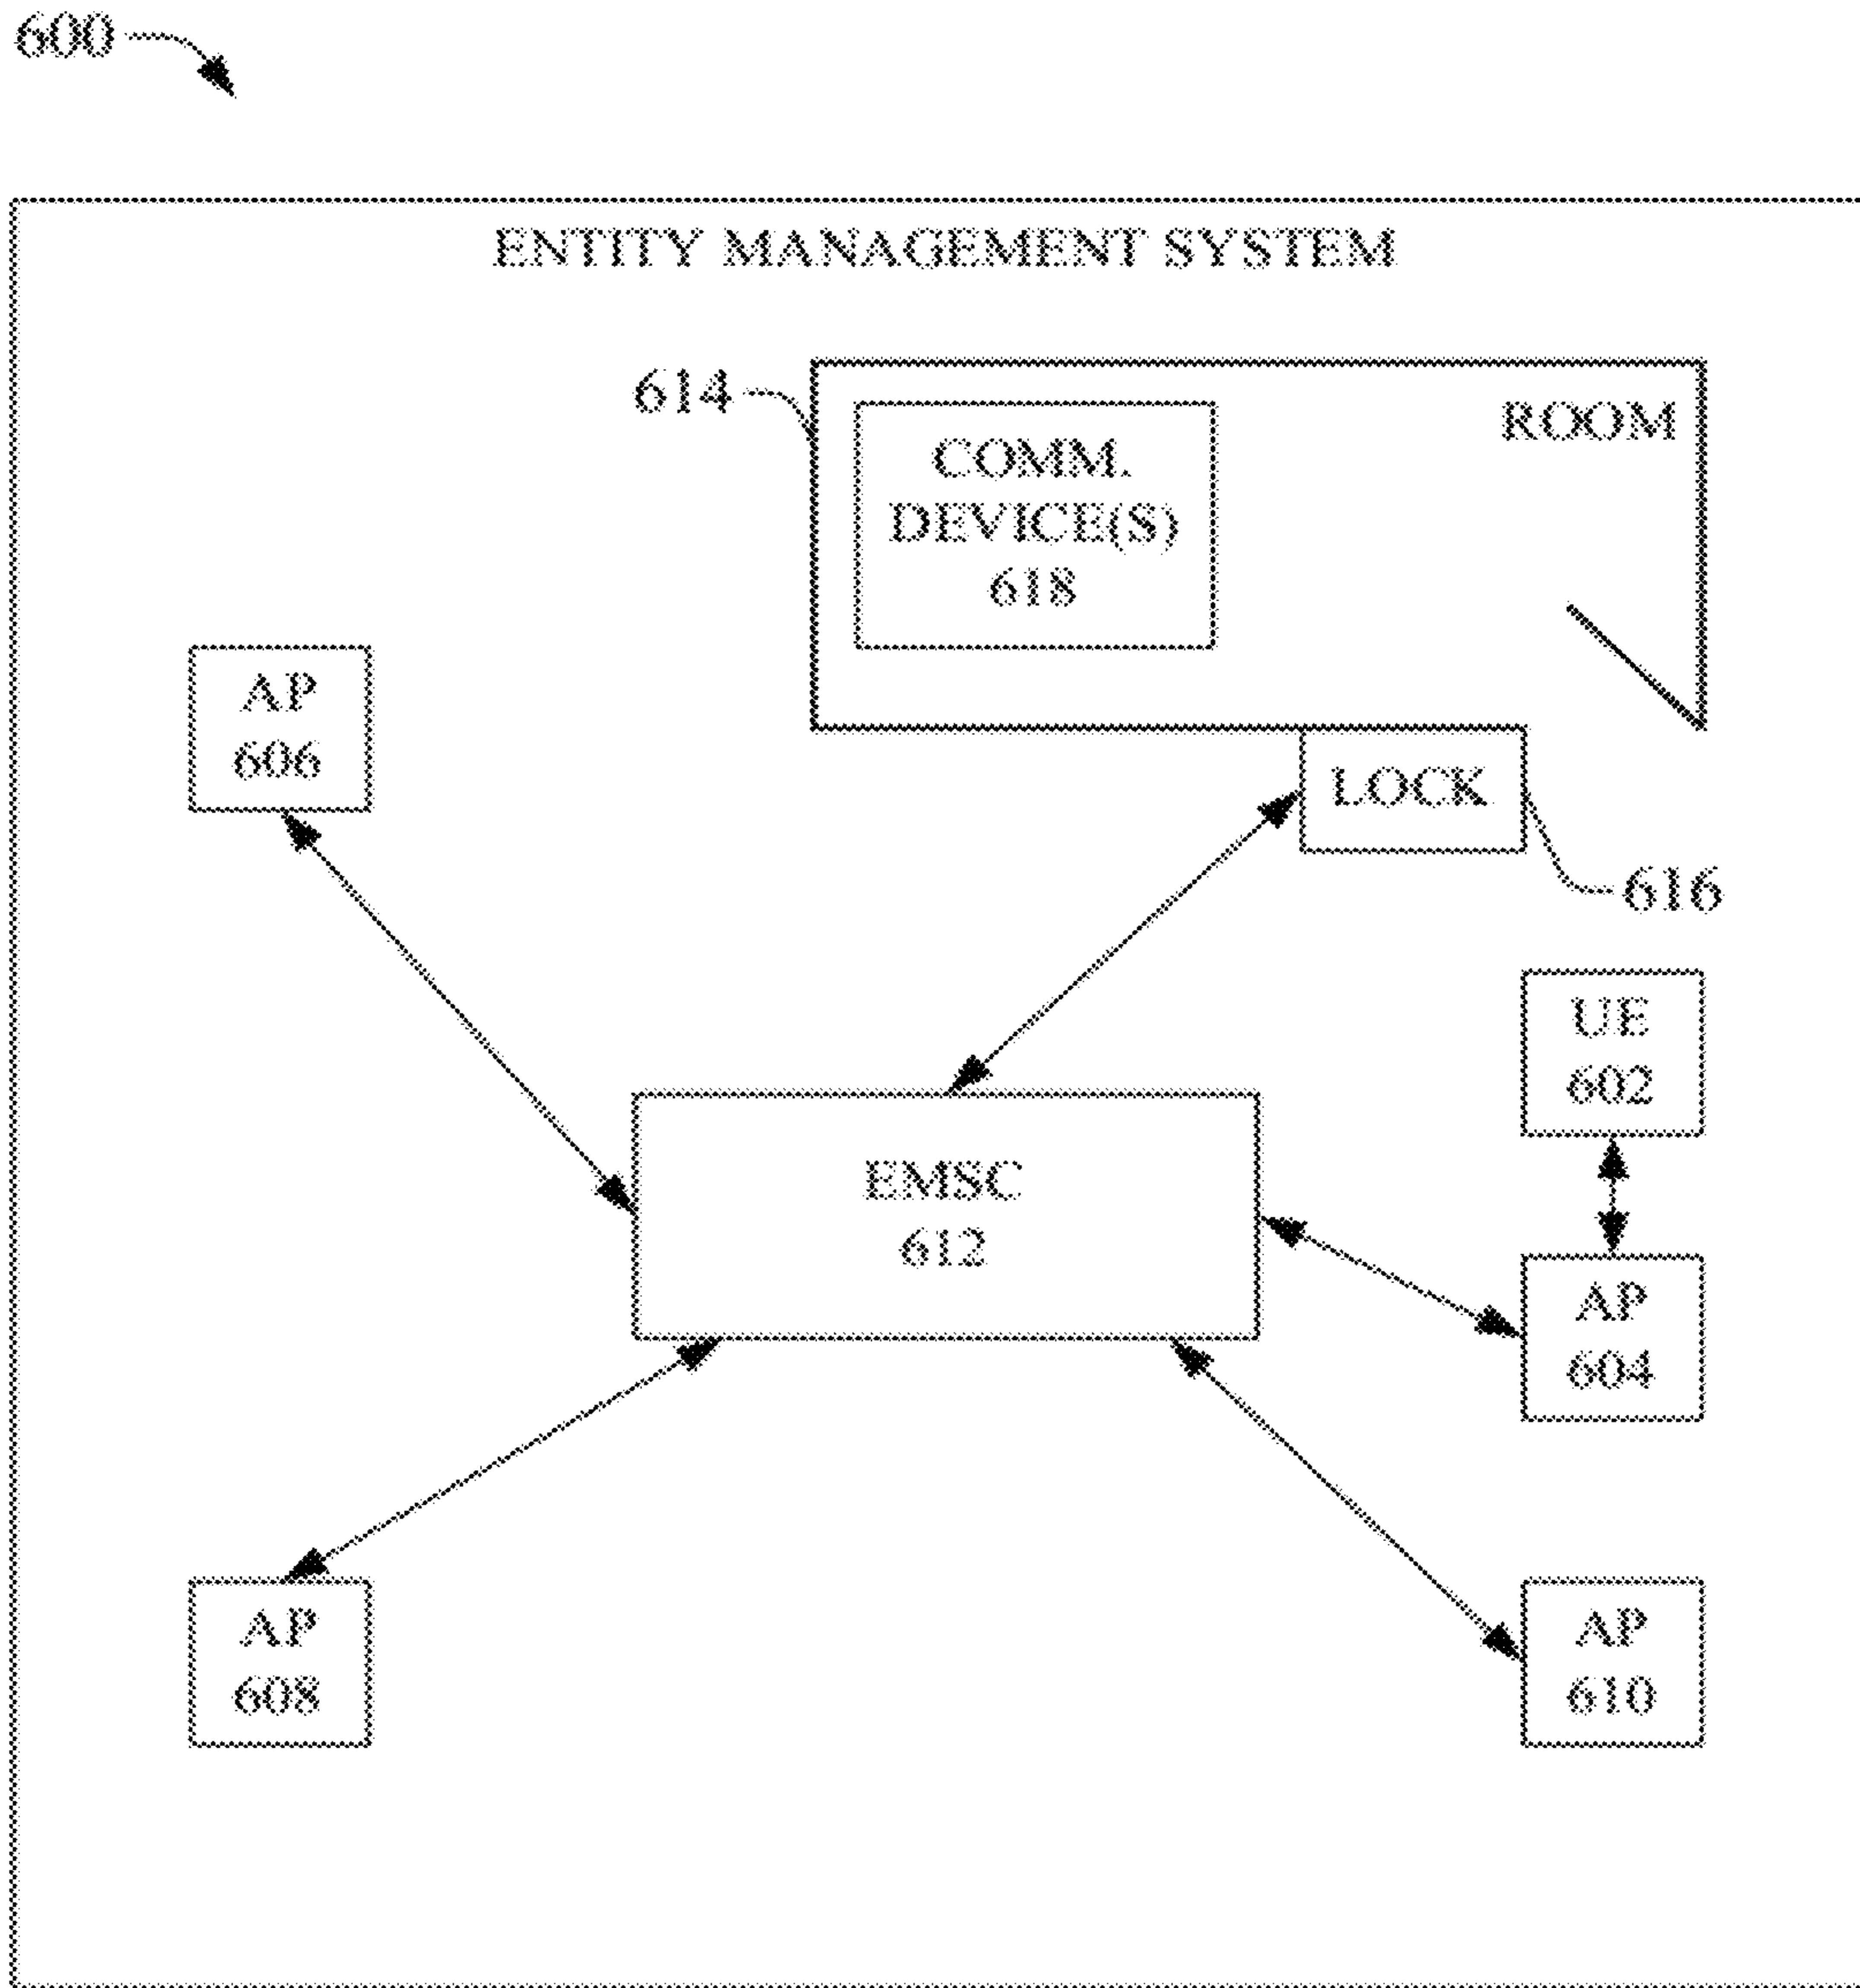 600
ENTITY MANAGEMENT SYSTEM
614
ROOM
COMM.
DEVICE(S)
618
AP
606
LOCK
616
UE
602
EMSC
612
AP
604
AP
608
AP
610